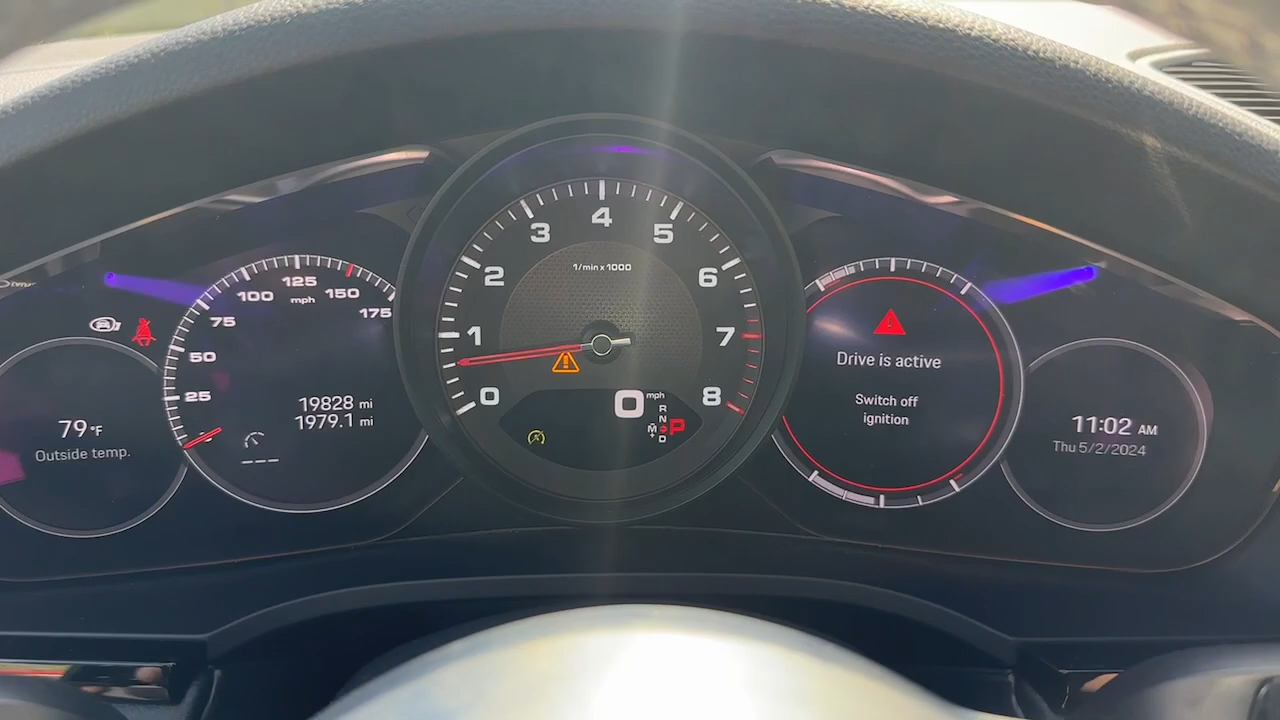 79°F
Outside temp.
25
50
75
100
125
150
175
mph
19828 mi
1979.1 mi
---
0
1
2
3
4
5
6
7
8
1/min x 1000
0 mph
R
N
D
M
+
P
Drive is active
Switch off
ignition
11:02 AM
Thu 5/2/2024